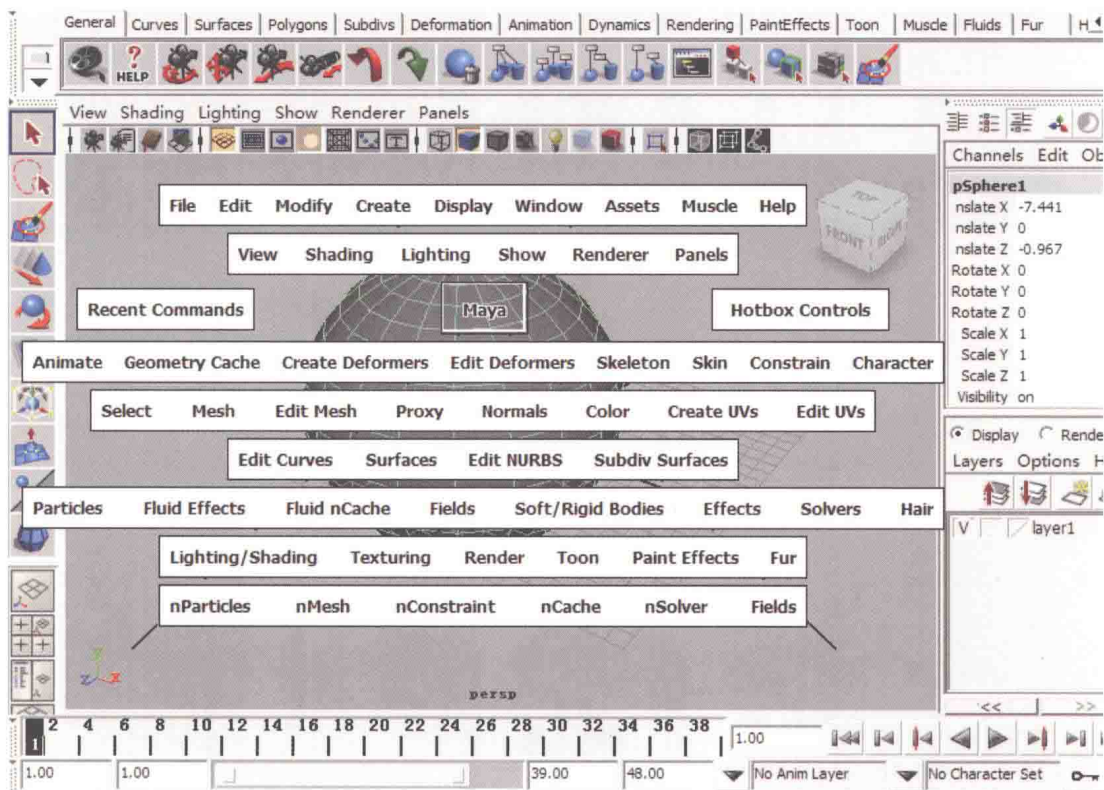 General Curves Surfaces Polygons Subdivs Deformation Animation Dynamics Rendering PaintEffects Toon Muscle Fluids Fur H
1
HELP
View Shading Lighting Show Renderer Panels
Channels Edit Ob
pSphere1
nslate X -7.441
nslate Y 0
nslate Z -0.967
Rotate X 0
Rotate Y 0
Rotate Z 0
Scale X 1
Scale Y 1
Scale Z 1
Visibility on
TOP
FRONT
File Edit Modify Create Display Window Assets Muscle Help
View Shading Lighting Show Renderer Panels
Recent Commands Maya Hotbox Controls
Animate Geometry Cache Create Deformers Edit Deformers Skeleton Skin Constrain Character
Select Mesh Edit Mesh Proxy Normals Color Create UVs Edit UVs
Edit Curves Surfaces Edit NURBS Subdiv Surfaces
Particles Fluid Effects Fluid nCache Fields Soft/Rigid Bodies Effects Solvers Hair
Lighting/Shading Texturing Render Toon Paint Effects Fur
nParticles nMesh nConstraint nCache nSolver Fields
Display Rende
Layers Options H
V layer1
<< >>
y
z x
persp
1 2 4 6 8 10 12 14 16 18 20 22 24 26 28 30 32 34 36 38 1.00
1.00 1.00 39.00 48.00 No Anim Layer No Character Set